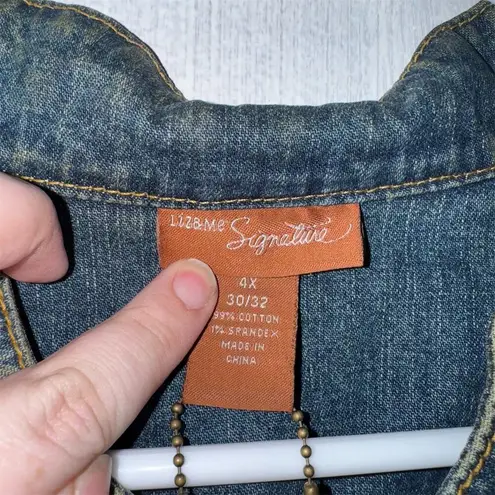 LIZ&Me Signature
4X
30/32
99% COTTON
1% SPANDEX
MADE IN
CHINA